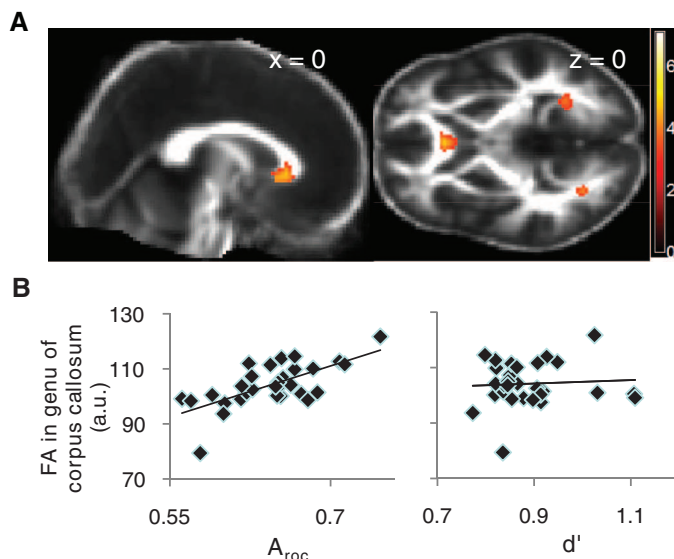 A
x = 0
z = 0
6
4
2
0
B
FA in genu of
corpus callosum
(a.u.)
130
110
90
70
0.55
0.7
A_roc
0.7
0.9
1.1
d'